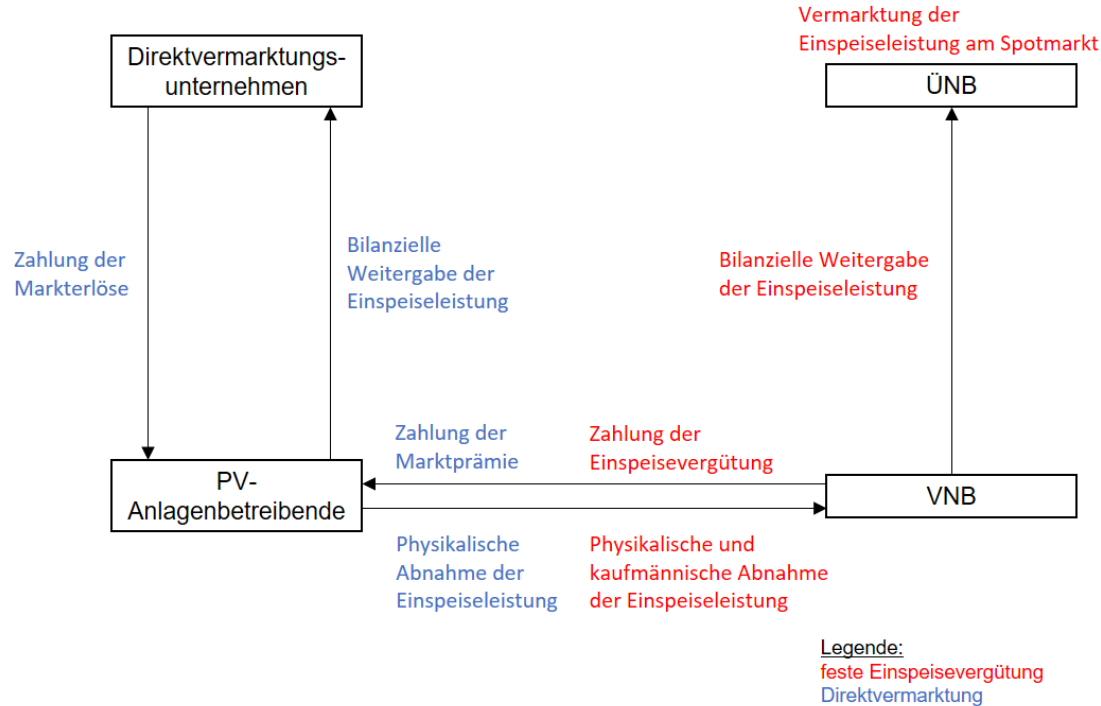 Vermarktung der
Einspeiseleistung am Spotmarkt
Direktvermarktungs-
unternehmen
ÜNB
Zahlung der
Markterlöse
Bilanzielle
Weitergabe der
Einspeiseleistung
Bilanzielle Weitergabe
der Einspeiseleistung
Zahlung der
Marktprämie
Zahlung der
Einspeisevergütung
PV-
Anlagenbetreibende
VNB
Physikalische
Abnahme der
Einspeiseleistung
Physikalische und
kaufmännische Abnahme
der Einspeiseleistung
Legende:
feste Einspeisevergütung
Direktvermarktung